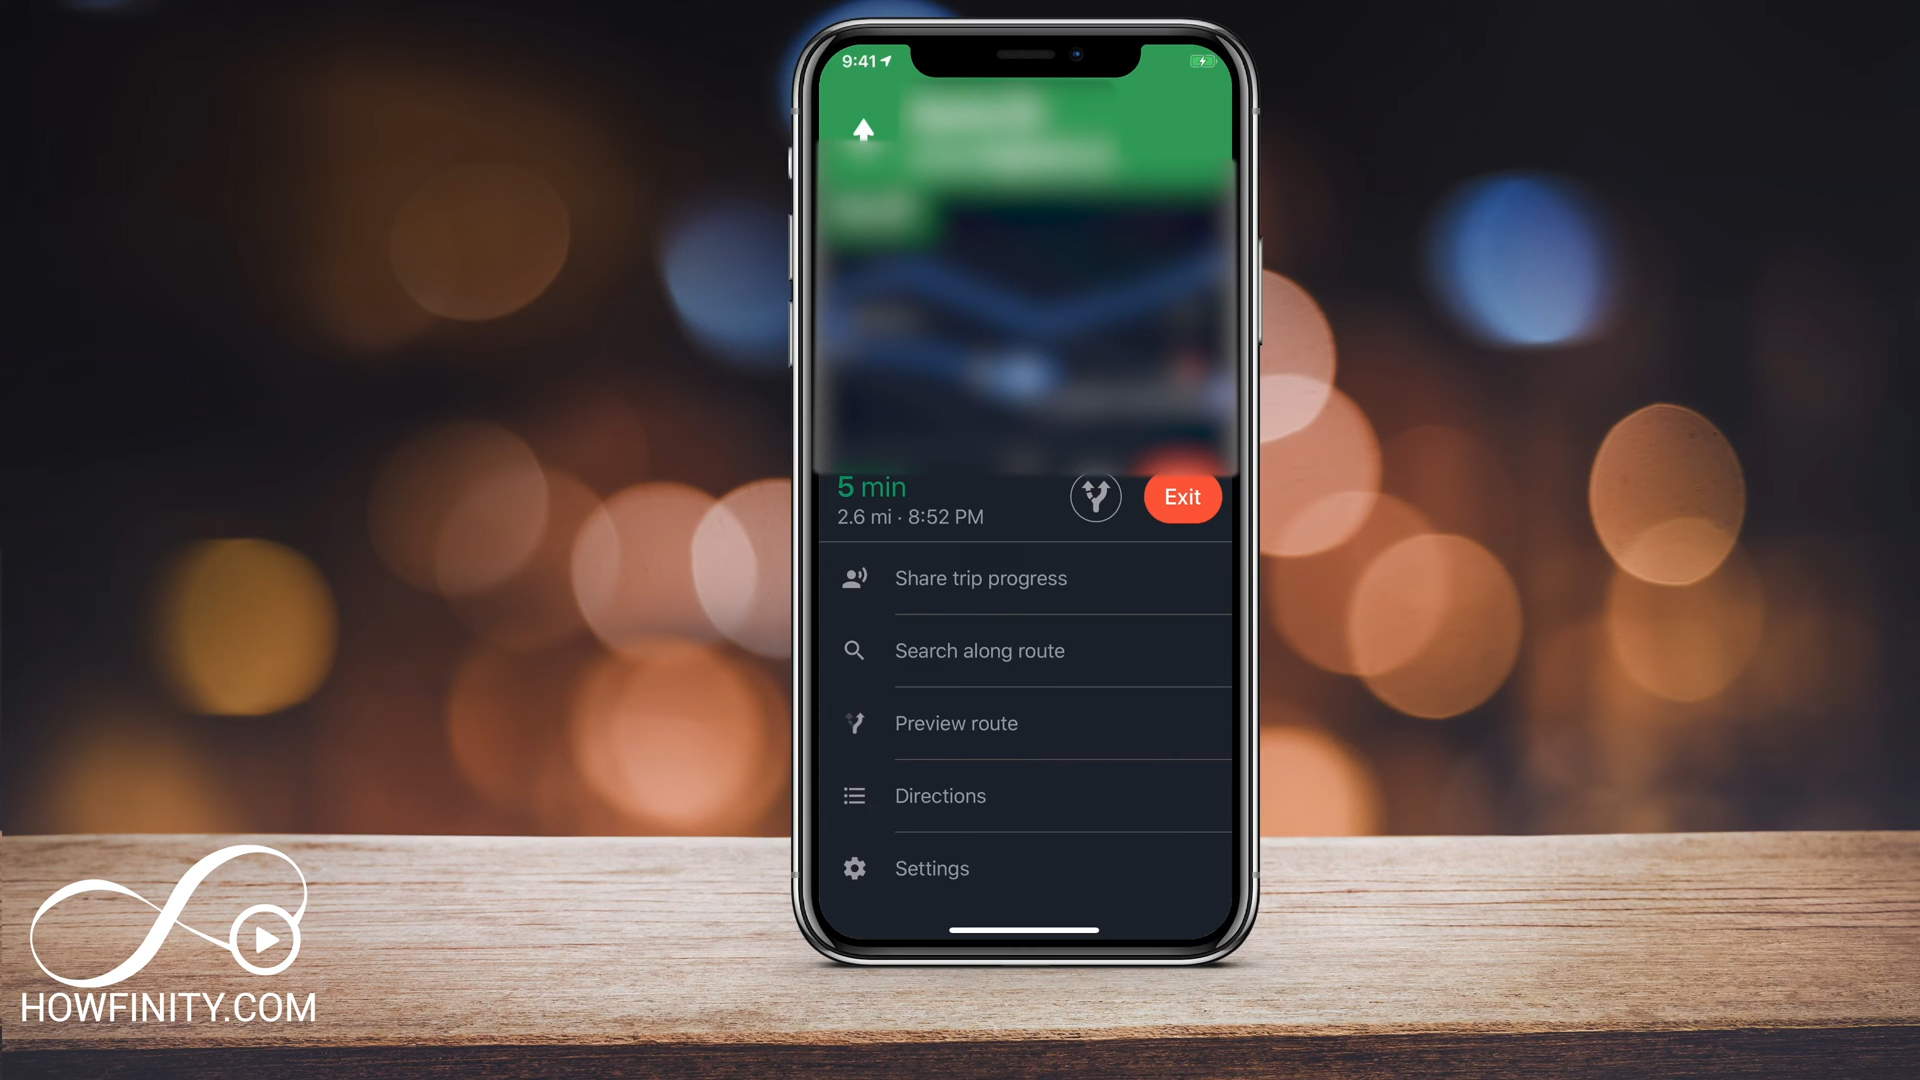 9:41
5 min
2.6 mi · 8:52 PM
Exit
Share trip progress
Search along route
Preview route
Directions
Settings
HOWFINITY.COM